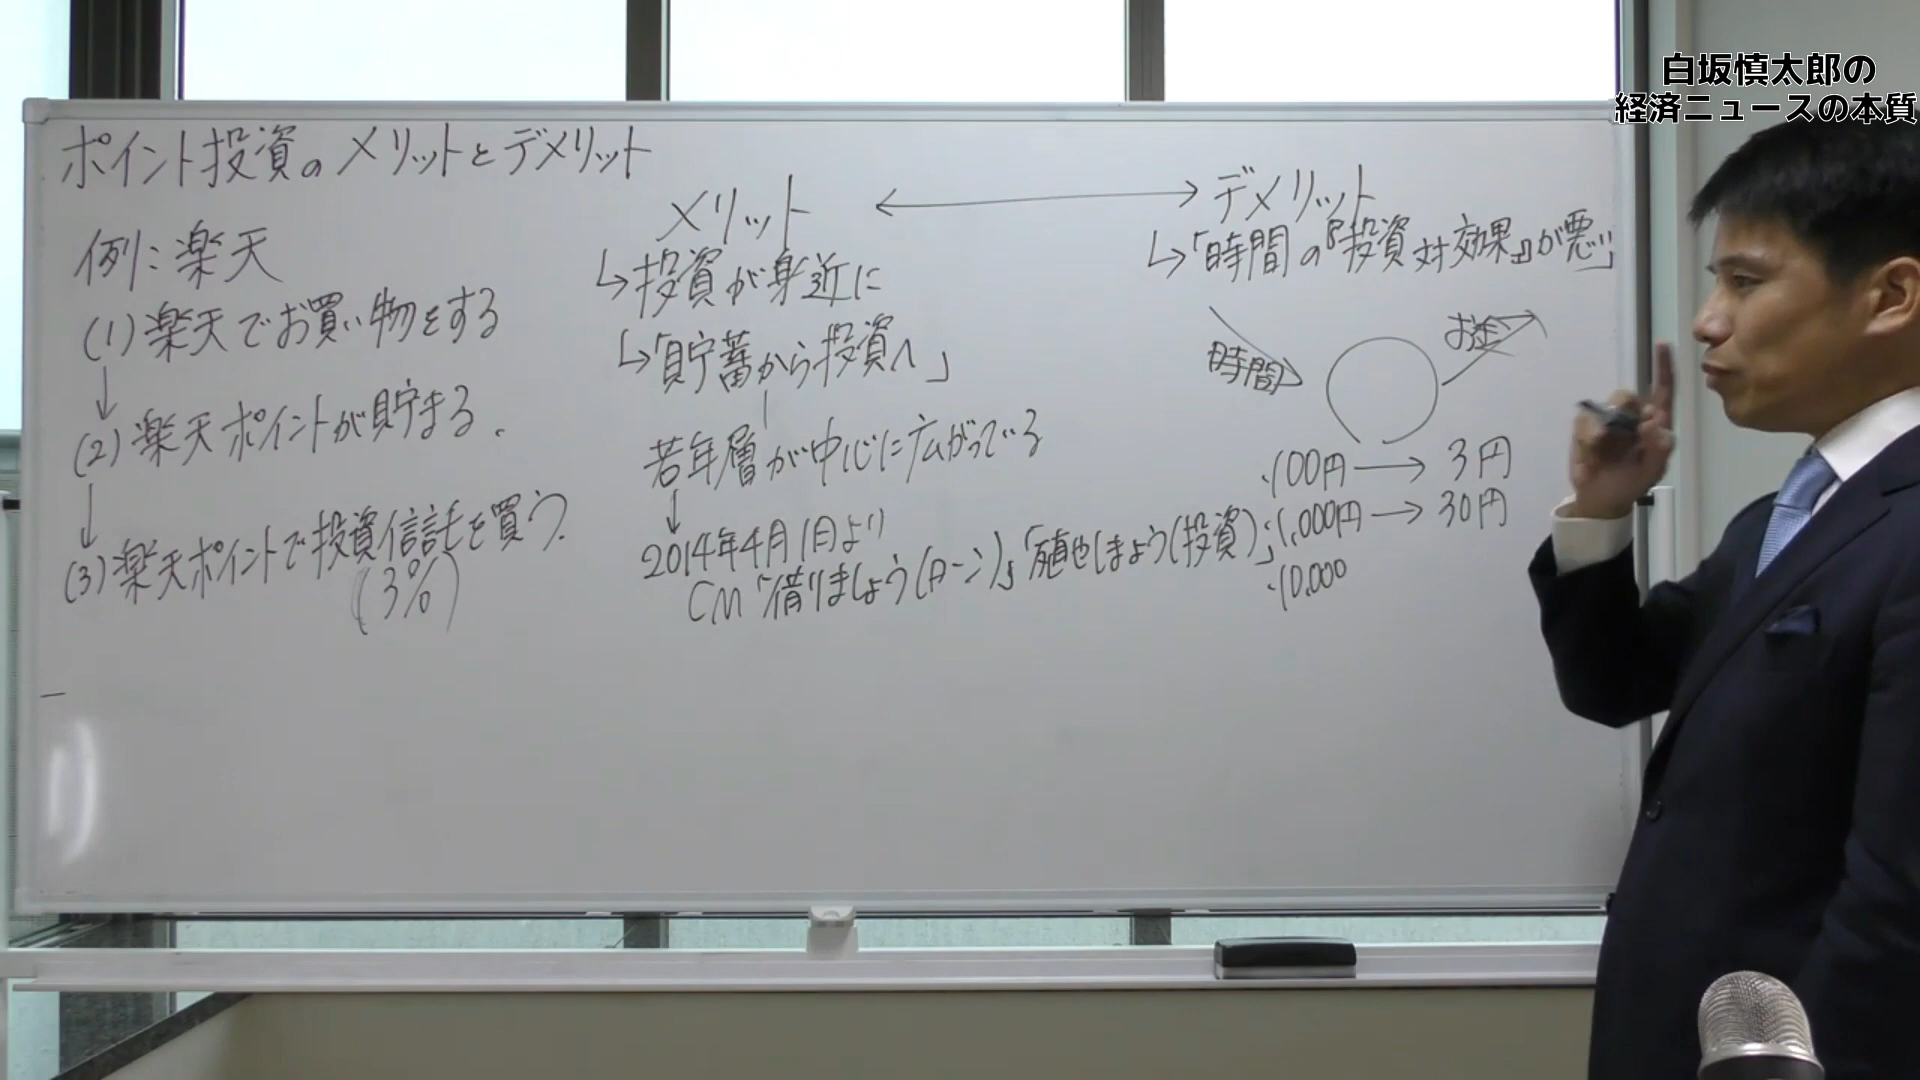 白坂慎太郎の
経済ニュースの本質
ポイント投資のメリットとデメリット
例:楽天
(1)楽天でお買い物をする
(2)楽天ポイントが貯まる.
(3)楽天ポイントで投資信託を買う.
(3%)
メリット
投資が身近に
「貯蓄から投資へ」
若年層が中心に広がっている
2014年4月1日より
CM「借りましょう(ローン)」「殖やしましょう(投資)」
デメリット
「時間の『投資対効果』が悪い」
時間
お金
・100円→3円
・1,000円→30円
・10,000